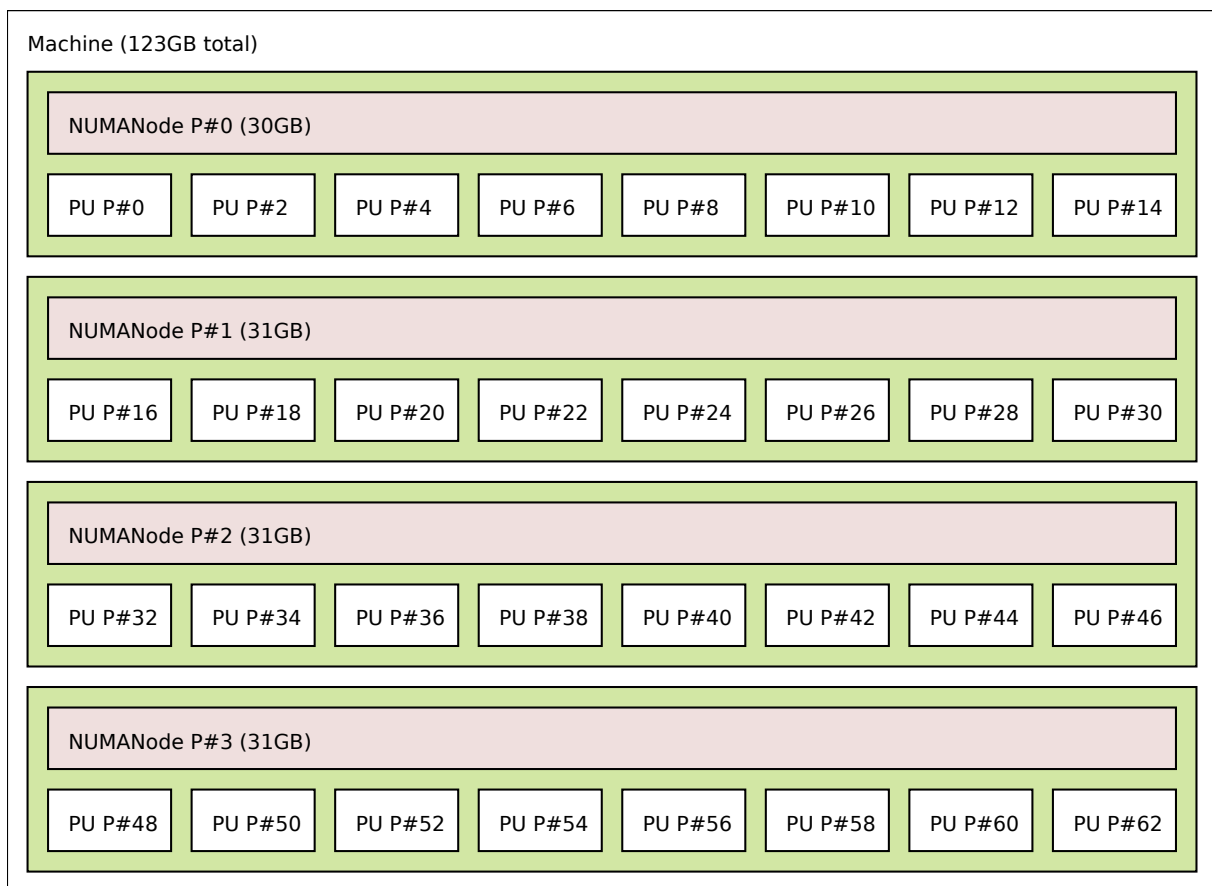 Machine (123GB total)
NUMANode P#0 (30GB)
PU P#0 PU P#2 PU P#4 PU P#6 PU P#8 PU P#10 PU P#12 PU P#14
NUMANode P#1 (31GB)
PU P#16 PU P#18 PU P#20 PU P#22 PU P#24 PU P#26 PU P#28 PU P#30
NUMANode P#2 (31GB)
PU P#32 PU P#34 PU P#36 PU P#38 PU P#40 PU P#42 PU P#44 PU P#46
NUMANode P#3 (31GB)
PU P#48 PU P#50 PU P#52 PU P#54 PU P#56 PU P#58 PU P#60 PU P#62